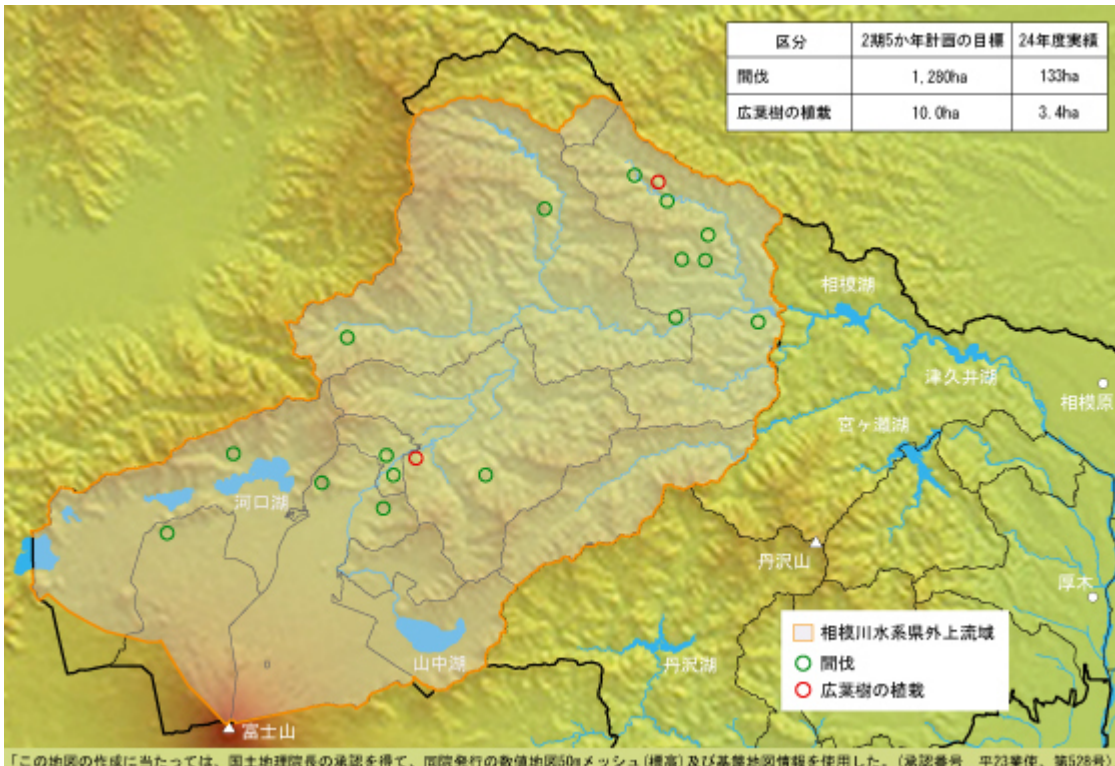 区分 2期5か年計画の目標 24年度実績
間伐 1,280ha 133ha
広葉樹の植栽 10.0ha 3.4ha
相模湖
津久井湖
相模原
宮ヶ瀬湖
河口湖
丹沢山
厚木
山中湖
丹沢湖
富士山
相模川水系県外上流域
間伐
広葉樹の植栽
「この地図の作成に当たっては、国土地理院長の承認を得て、同院発行の数値地図50mメッシュ(標高)及び基盤地図情報を使用した。(承認番号 平23業使、第528号)